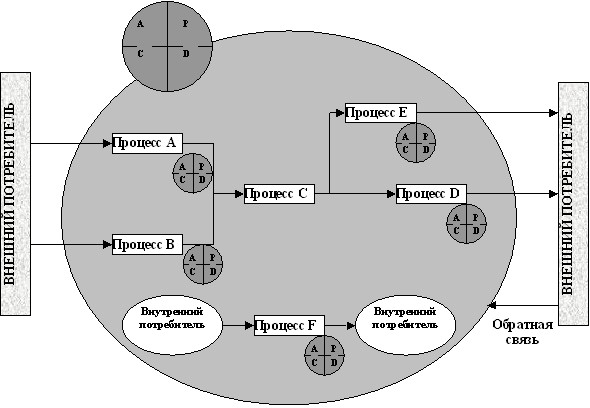 A P
C D
ВНЕШНИЙ ПОТРЕБИТЕЛЬ
Процесс A
A P
C D
Процесс B
A P
C D
Процесс C
Процесс E
A P
C D
Процесс D
A P
C D
ВНЕШНИЙ ПОТРЕБИТЕЛЬ
Обратная
связь
Внутренний
потребитель
Процесс F
A P
C D
Внутренний
потребитель